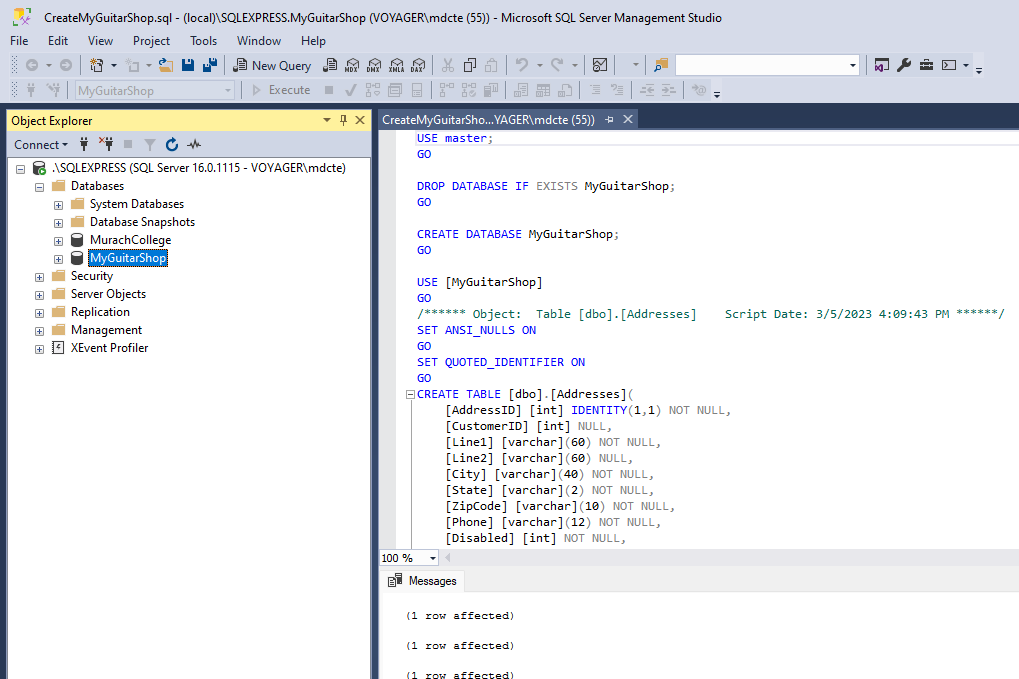 CreateMyGuitarShop.sql - (local)\SQLEXPRESS.MyGuitarShop (VOYAGER\mdcte (55)) - Microsoft SQL Server Management Studio
File Edit View Project Tools Window Help
New Query MDX DMX XMLA DAX
MyGuitarShop Execute
Object Explorer
Connect
.\SQLEXPRESS (SQL Server 16.0.1115 - VOYAGER\mdcte)
Databases
System Databases
Database Snapshots
MurachCollege
MyGuitarShop
Security
Server Objects
Replication
Management
XEvent Profiler
CreateMyGuitarSho...YAGER\mdcte (55))
USE master;
GO
DROP DATABASE IF EXISTS MyGuitarShop;
GO
CREATE DATABASE MyGuitarShop;
GO
USE [MyGuitarShop]
GO
/****** Object:  Table [dbo].[Addresses]    Script Date: 3/5/2023 4:09:43 PM ******/
SET ANSI_NULLS ON
GO
SET QUOTED_IDENTIFIER ON
GO
CREATE TABLE [dbo].[Addresses](
[AddressID] [int] IDENTITY(1,1) NOT NULL,
[CustomerID] [int] NULL,
[Line1] [varchar](60) NOT NULL,
[Line2] [varchar](60) NULL,
[City] [varchar](40) NOT NULL,
[State] [varchar](2) NOT NULL,
[ZipCode] [varchar](10) NOT NULL,
[Phone] [varchar](12) NOT NULL,
[Disabled] [int] NOT NULL,
100 %
Messages
(1 row affected)
(1 row affected)
(1 row affected)